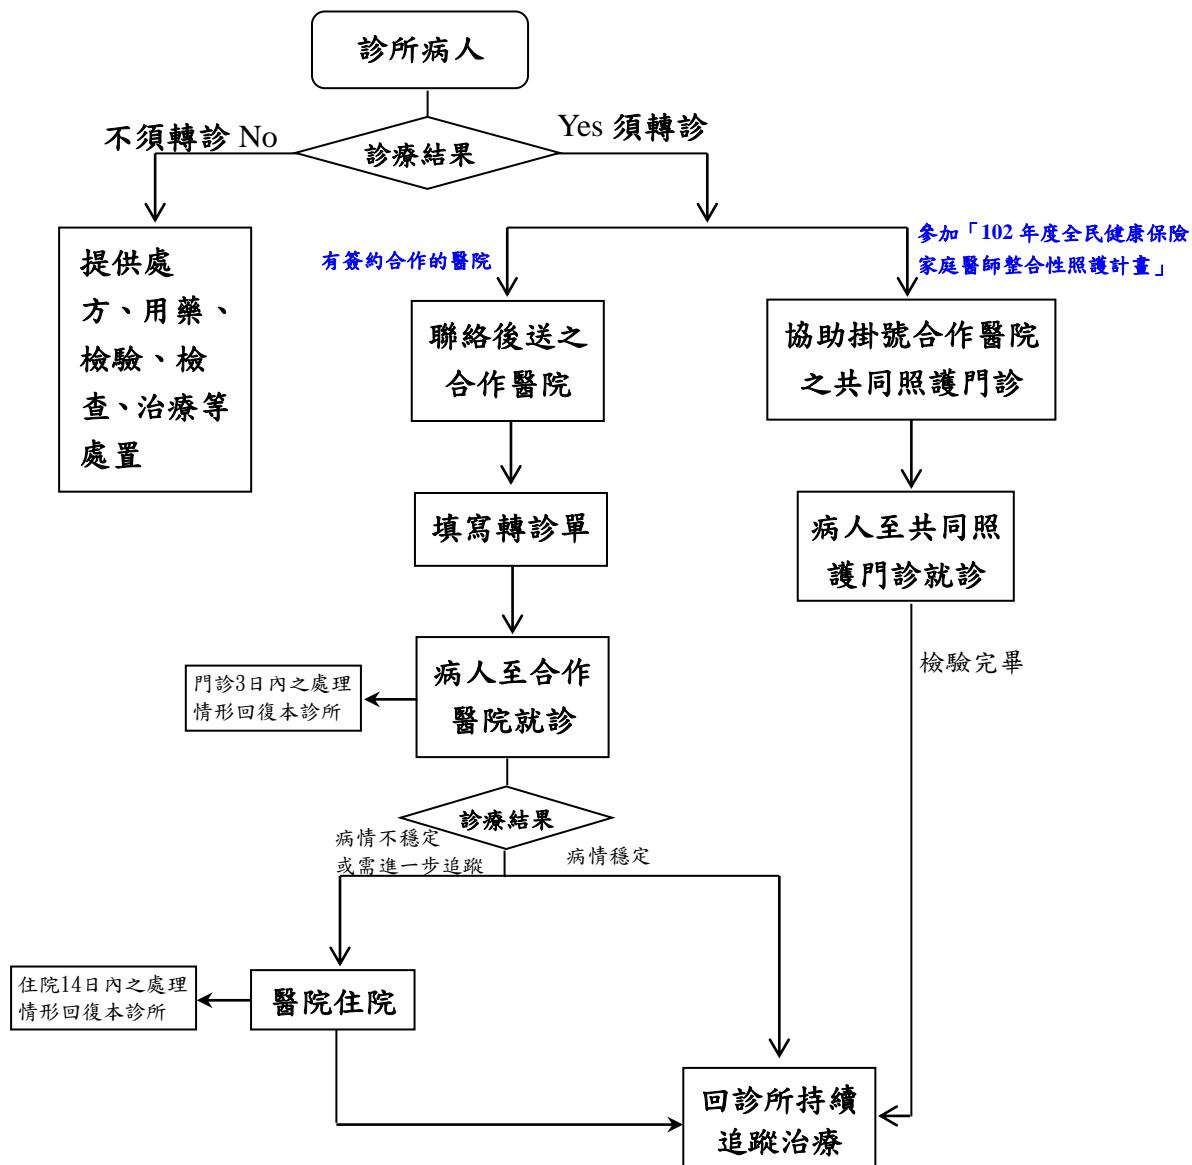 診所病人
不須轉診 No
Yes 須轉診
診療結果
提供處
方、用藥、
檢驗、檢
查、治療等
處置
有簽約合作的醫院
參加「102 年度全民健康保險
家庭醫師整合性照護計畫」
聯絡後送之
合作醫院
協助掛號合作醫院
之共同照護門診
填寫轉診單
病人至共同照
護門診就診
病人至合作
醫院就診
門診3日內之處理
情形回復本診所
檢驗完畢
診療結果
病情不穩定
或需進一步追蹤
病情穩定
住院14日內之處理
情形回復本診所
醫院住院
回診所持續
追蹤治療